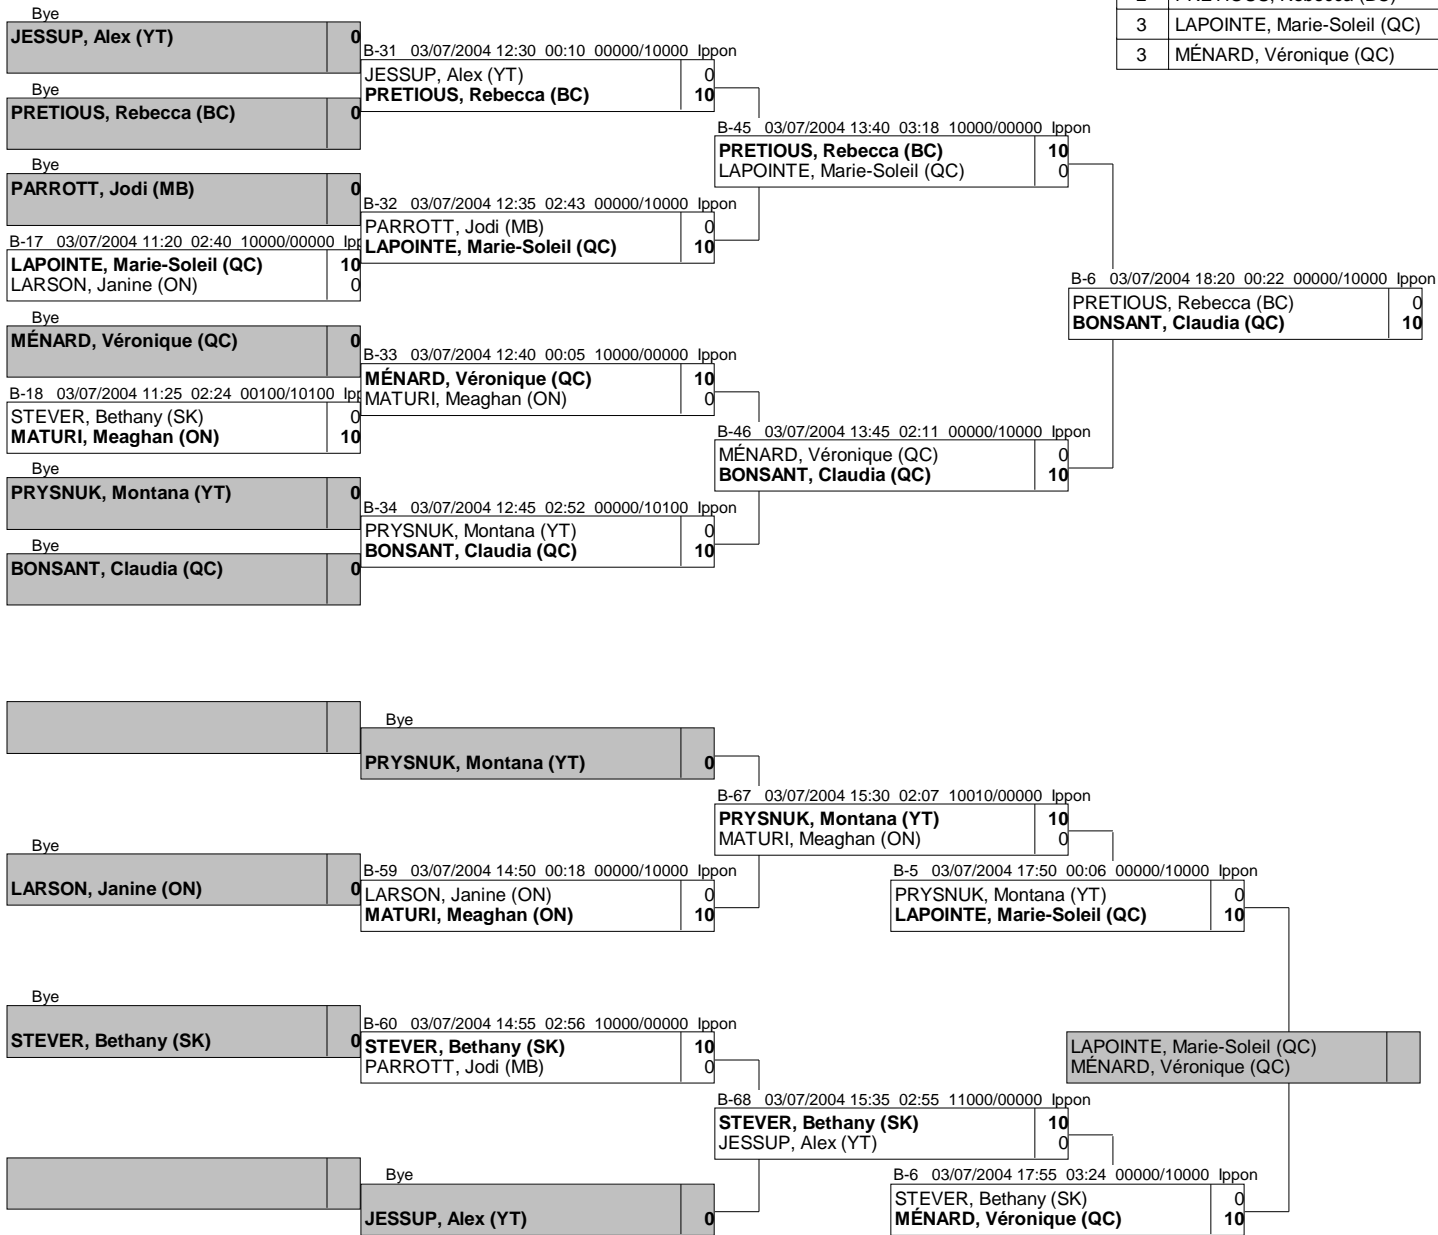 2 PRETIOUS, Rebecca (BC)
3 LAPOINTE, Marie-Soleil (QC)
3 MÉNARD, Véronique (QC)
Bye
JESSUP, Alex (YT) 0
Bye
PRETIOUS, Rebecca (BC) 0
Bye
PARROTT, Jodi (MB) 0
B-17 03/07/2004 11:20 02:40 10000/00000 Ipp
LAPOINTE, Marie-Soleil (QC) 10
LARSON, Janine (ON) 0
Bye
MÉNARD, Véronique (QC) 0
B-18 03/07/2004 11:25 02:24 00100/10100 Ipp
STEVER, Bethany (SK) 0
MATURI, Meaghan (ON) 10
Bye
PRYSNUK, Montana (YT) 0
Bye
BONSANT, Claudia (QC) 0
B-31 03/07/2004 12:30 00:10 00000/10000 Ippon
JESSUP, Alex (YT) 0
PRETIOUS, Rebecca (BC) 10
B-32 03/07/2004 12:35 02:43 00000/10000 Ippon
PARROTT, Jodi (MB) 0
LAPOINTE, Marie-Soleil (QC) 10
B-33 03/07/2004 12:40 00:05 10000/00000 Ippon
MÉNARD, Véronique (QC) 10
MATURI, Meaghan (ON) 0
B-34 03/07/2004 12:45 02:52 00000/10100 Ippon
PRYSNUK, Montana (YT) 0
BONSANT, Claudia (QC) 10
B-45 03/07/2004 13:40 03:18 10000/00000 Ippon
PRETIOUS, Rebecca (BC) 10
LAPOINTE, Marie-Soleil (QC) 0
B-46 03/07/2004 13:45 02:11 00000/10000 Ippon
MÉNARD, Véronique (QC) 0
BONSANT, Claudia (QC) 10
B-6 03/07/2004 18:20 00:22 00000/10000 Ippon
PRETIOUS, Rebecca (BC) 0
BONSANT, Claudia (QC) 10
Bye
LARSON, Janine (ON) 0
Bye
STEVER, Bethany (SK) 0
Bye
PRYSNUK, Montana (YT) 0
B-59 03/07/2004 14:50 00:18 00000/10000 Ippon
LARSON, Janine (ON) 0
MATURI, Meaghan (ON) 10
B-60 03/07/2004 14:55 02:56 10000/00000 Ippon
STEVER, Bethany (SK) 10
PARROTT, Jodi (MB) 0
Bye
JESSUP, Alex (YT) 0
B-67 03/07/2004 15:30 02:07 10010/00000 Ippon
PRYSNUK, Montana (YT) 10
MATURI, Meaghan (ON) 0
B-68 03/07/2004 15:35 02:55 11000/00000 Ippon
STEVER, Bethany (SK) 10
JESSUP, Alex (YT) 0
B-5 03/07/2004 17:50 00:06 00000/10000 Ippon
PRYSNUK, Montana (YT) 0
LAPOINTE, Marie-Soleil (QC) 10
B-6 03/07/2004 17:55 03:24 00000/10000 Ippon
STEVER, Bethany (SK) 0
MÉNARD, Véronique (QC) 10
LAPOINTE, Marie-Soleil (QC)
MÉNARD, Véronique (QC)